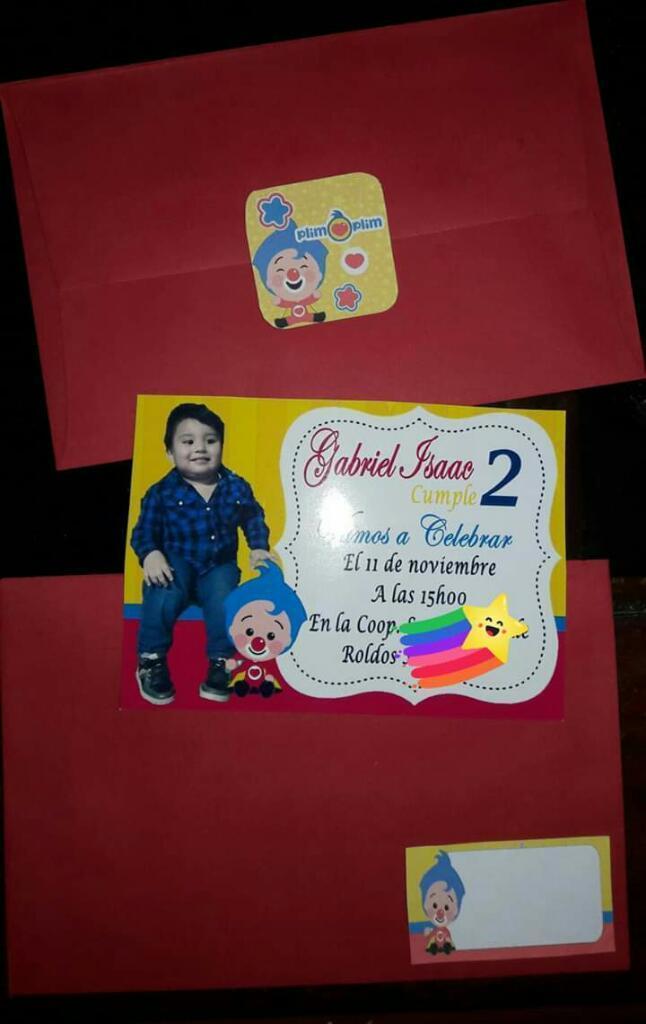 plim plim
Gabriel Isaac
Cumple 2
a Celebrar
El 11 de noviembre
A las 15h00
En la Coop.
Roldos